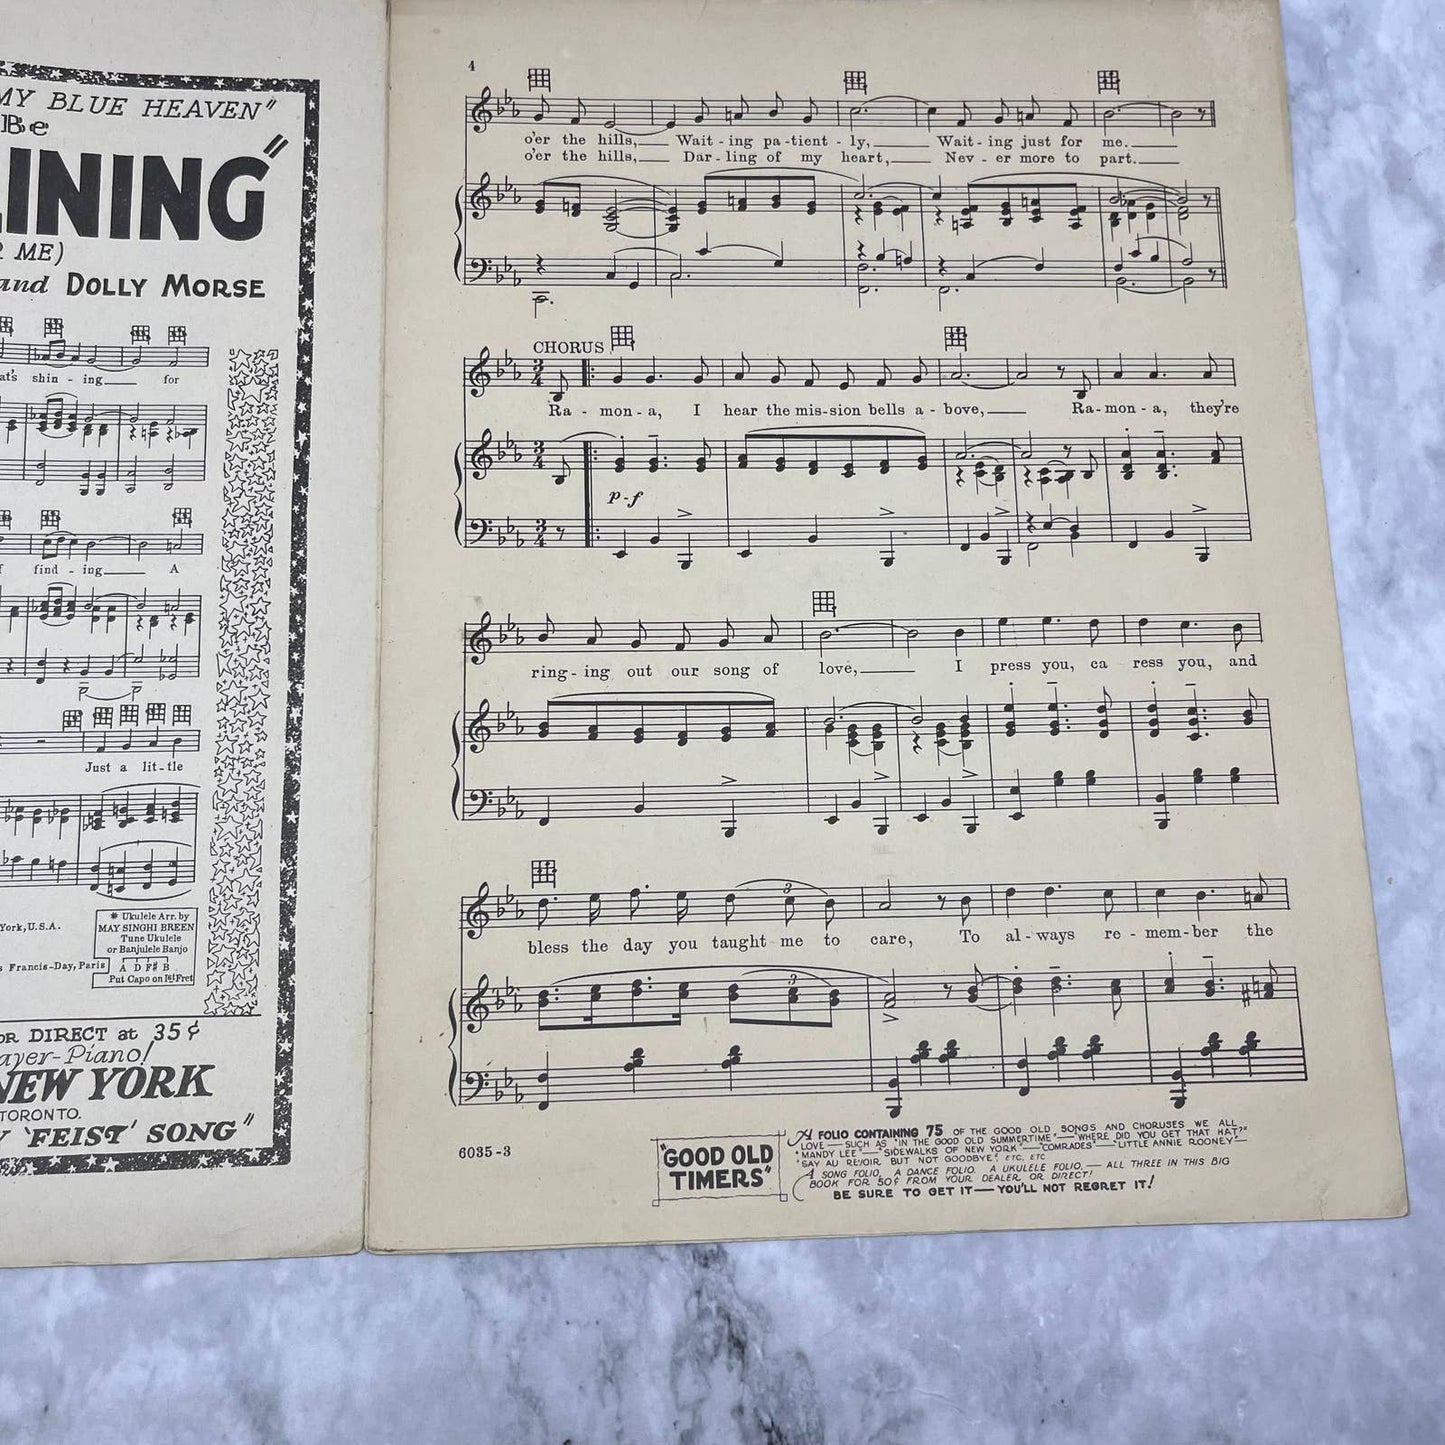 MY BLUE HEAVEN"
Be
LINING"
R ME)
and DOLLY MORSE
at's shin - ing for
f find - ing A
Just a lit-tle
York, U.S.A.
s Francis-Day, Paris
* Ukulele Arr. by
MAY SINGHI BREEN
Tune Ukulele
or Banjulele Banjo
A D F# B
Put Capo on 1st Fret
OR DIRECT at 35¢
ayer-Piano!
NEW YORK
TORONTO.
Y 'FEIST' SONG"
4
o'er the hills, Wait - ing pa - tient - ly, Wait - ing just for me.
o'er the hills, Dar - ling of my heart, Nev - er more to part.
CHORUS
3
4
Ra - mon - a, I hear the mis - sion bells a - bove, Ra - mon - a, they're
3
4
p-f
3
4
ring - ing out our song of love, I press you, ca ress you, and
3
bless the day you taught me to care, To al - ways re - mem - ber the
3
6035-3
"GOOD OLD
TIMERS"
A FOLIO CONTAINING 75 OF THE GOOD OLD SONGS AND CHORUSES WE ALL
LOVE — SUCH AS "IN THE GOOD OLD SUMMERTIME" — "WHERE DID YOU GET THAT HAT?"
"MANDY LEE" — "SIDEWALKS OF NEW YORK" — "COMRADES" — "LITTLE ANNIE ROONEY"
"SAY AU REVOIR BUT NOT GOODBYE", ETC. ETC
A SONG FOLIO, A DANCE FOLIO. A UKULELE FOLIO, — ALL THREE IN THIS BIG
BOOK FOR 50¢ FROM YOUR DEALER, OR DIRECT!
BE SURE TO GET IT — YOU'LL NOT REGRET IT!